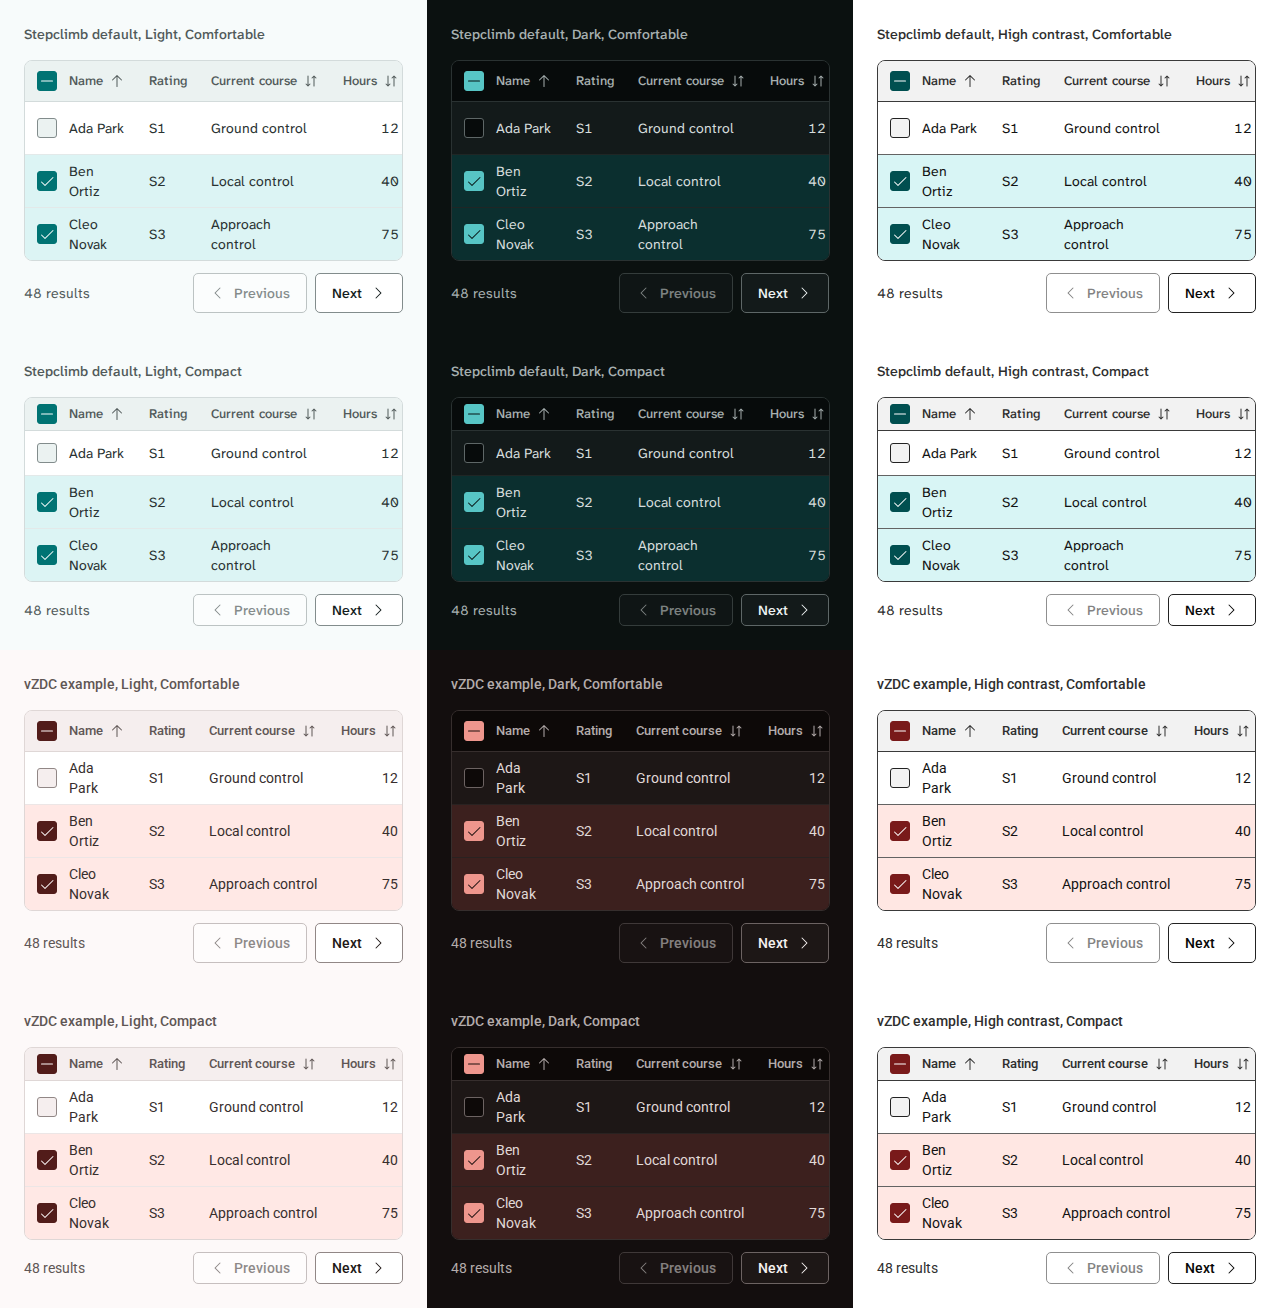 Stepclimb default, Light, Comfortable
Name Rating Current course Hours
Ada Park S1 Ground control 12
Ben
Ortiz S2 Local control 40
Cleo
Novak S3 Approach
control 75
48 results Previous Next
Stepclimb default, Dark, Comfortable
Name Rating Current course Hours
Ada Park S1 Ground control 12
Ben
Ortiz S2 Local control 40
Cleo
Novak S3 Approach
control 75
48 results Previous Next
Stepclimb default, High contrast, Comfortable
Name Rating Current course Hours
Ada Park S1 Ground control 12
Ben
Ortiz S2 Local control 40
Cleo
Novak S3 Approach
control 75
48 results Previous Next
Stepclimb default, Light, Compact
Name Rating Current course Hours
Ada Park S1 Ground control 12
Ben
Ortiz S2 Local control 40
Cleo
Novak S3 Approach
control 75
48 results Previous Next
Stepclimb default, Dark, Compact
Name Rating Current course Hours
Ada Park S1 Ground control 12
Ben
Ortiz S2 Local control 40
Cleo
Novak S3 Approach
control 75
48 results Previous Next
Stepclimb default, High contrast, Compact
Name Rating Current course Hours
Ada Park S1 Ground control 12
Ben
Ortiz S2 Local control 40
Cleo
Novak S3 Approach
control 75
48 results Previous Next
vZDC example, Light, Comfortable
Name Rating Current course Hours
Ada
Park S1 Ground control 12
Ben
Ortiz S2 Local control 40
Cleo
Novak S3 Approach control 75
48 results Previous Next
vZDC example, Dark, Comfortable
Name Rating Current course Hours
Ada
Park S1 Ground control 12
Ben
Ortiz S2 Local control 40
Cleo
Novak S3 Approach control 75
48 results Previous Next
vZDC example, High contrast, Comfortable
Name Rating Current course Hours
Ada
Park S1 Ground control 12
Ben
Ortiz S2 Local control 40
Cleo
Novak S3 Approach control 75
48 results Previous Next
vZDC example, Light, Compact
Name Rating Current course Hours
Ada
Park S1 Ground control 12
Ben
Ortiz S2 Local control 40
Cleo
Novak S3 Approach control 75
48 results Previous Next
vZDC example, Dark, Compact
Name Rating Current course Hours
Ada
Park S1 Ground control 12
Ben
Ortiz S2 Local control 40
Cleo
Novak S3 Approach control 75
48 results Previous Next
vZDC example, High contrast, Compact
Name Rating Current course Hours
Ada
Park S1 Ground control 12
Ben
Ortiz S2 Local control 40
Cleo
Novak S3 Approach control 75
48 results Previous Next